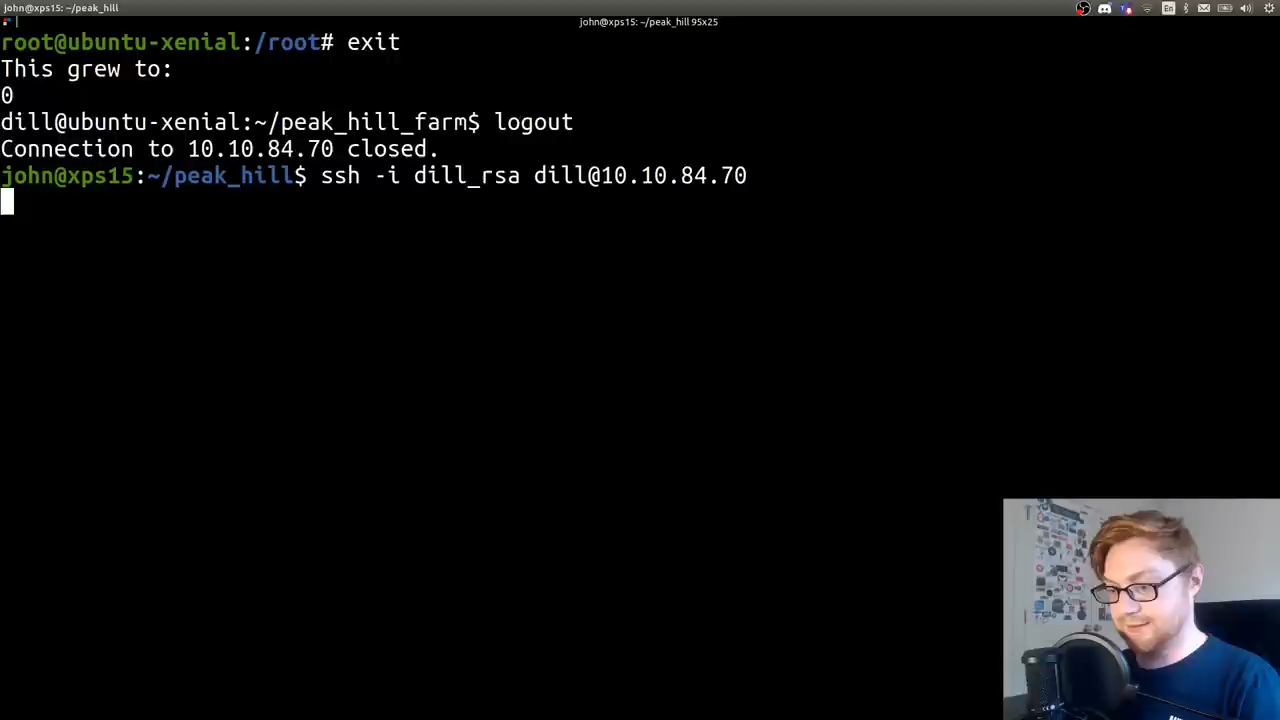 john@xps15: ~/peak_hill
En
john@xps15: ~/peak_hill 95x25
root@ubuntu-xenial:/root# exit
This grew to:
0
dill@ubuntu-xenial:~/peak_hill_farm$ logout
Connection to 10.10.84.70 closed.
john@xps15:~/peak_hill$ ssh -i dill_rsa dill@10.10.84.70